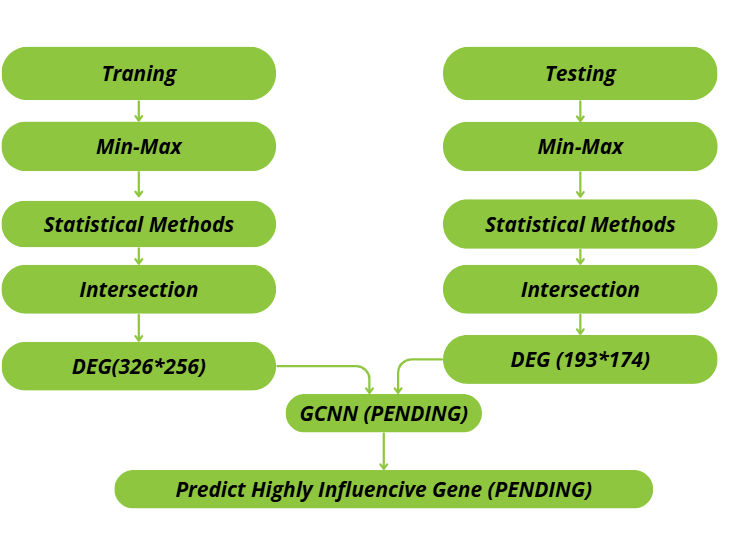 Traning
Testing
Min-Max
Min-Max
Statistical Methods
Statistical Methods
Intersection
Intersection
DEG(326*256)
DEG (193*174)
GCNN (PENDING)
Predict Highly Influencive Gene (PENDING)